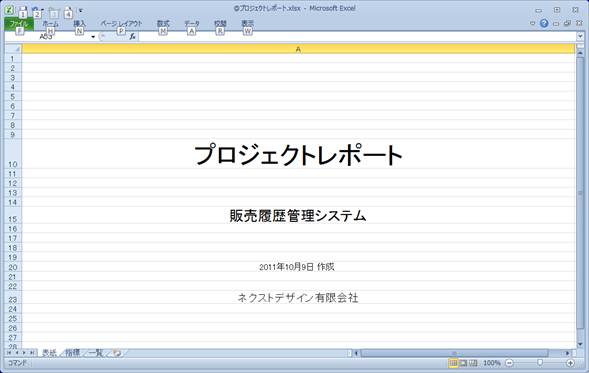 @プロジェクトレポート.xlsx - Microsoft Excel
1 2 3 4
ファイル ホーム 挿入 ページ レイアウト 数式 データ 校閲 表示
F H N P M A R W
A53 fx
A
1
2
3
4
5
6
7
8
9
10 プロジェクトレポート
11
12
13
14
15 販売履歴管理システム
16
17
18
19
20 2011年10月9日 作成
21
22
23 ネクストデザイン有限会社
24
25
26
27
28
表紙 指標 一覧
コマンド 100%